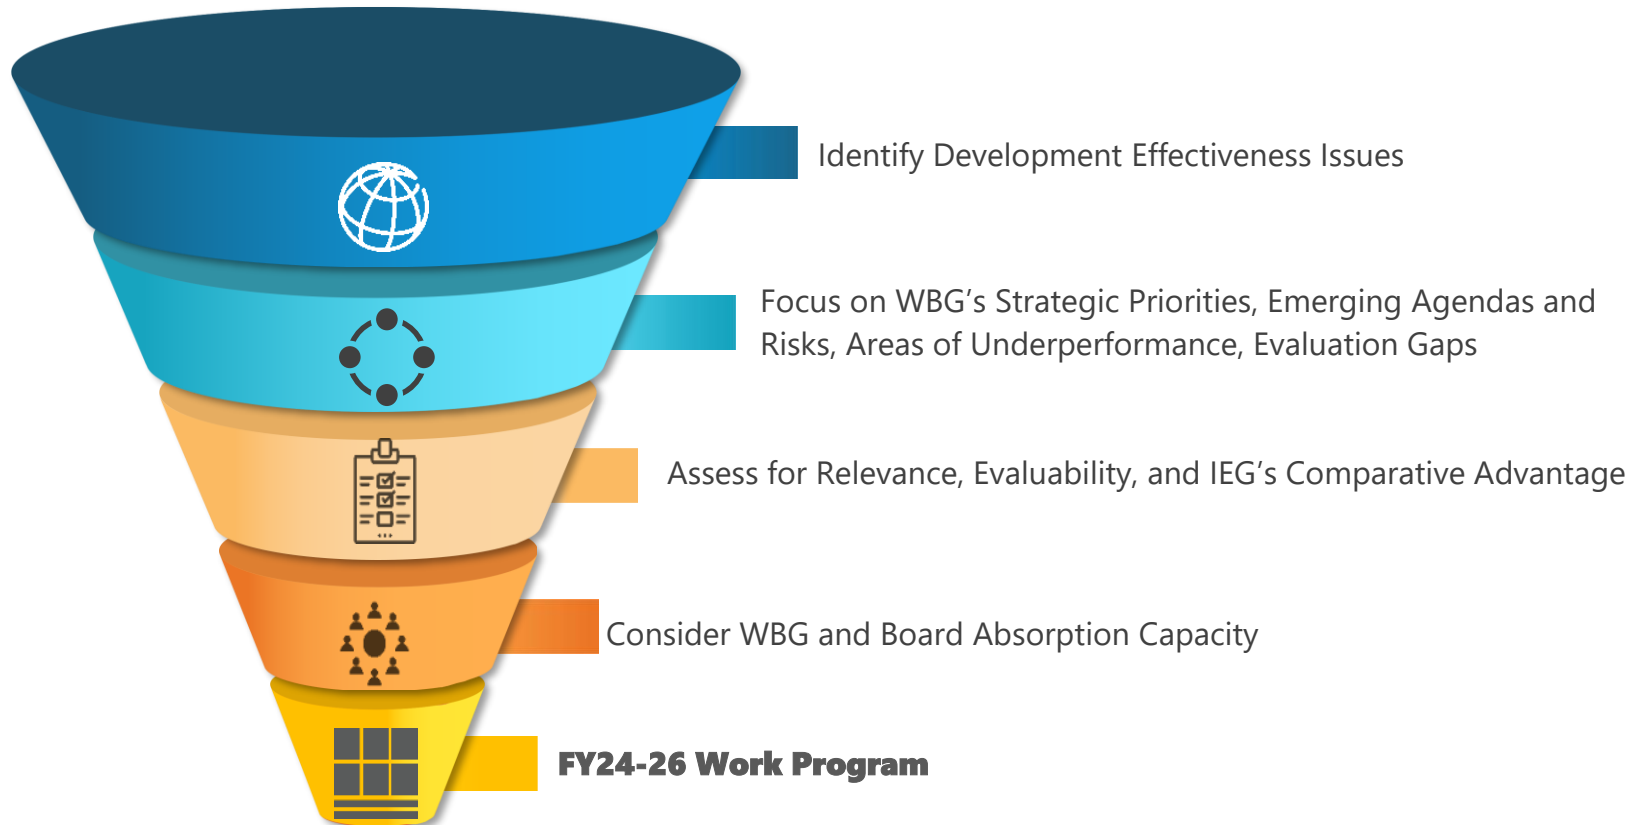 Identify Development Effectiveness Issues
Focus on WBG’s Strategic Priorities, Emerging Agendas and
Risks, Areas of Underperformance, Evaluation Gaps
Assess for Relevance, Evaluability, and IEG’s Comparative Advantage
Consider WBG and Board Absorption Capacity
FY24-26 Work Program